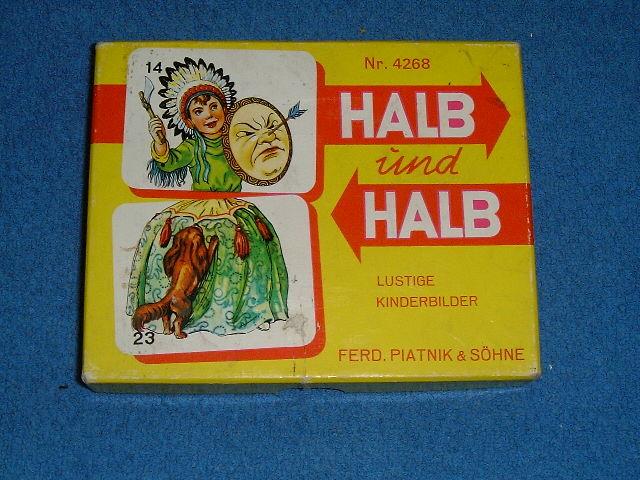 14
Nr. 4268
HALB
und
HALB
LUSTIGE
KINDERBILDER
23
FERD. PIATNIK & SÖHNE